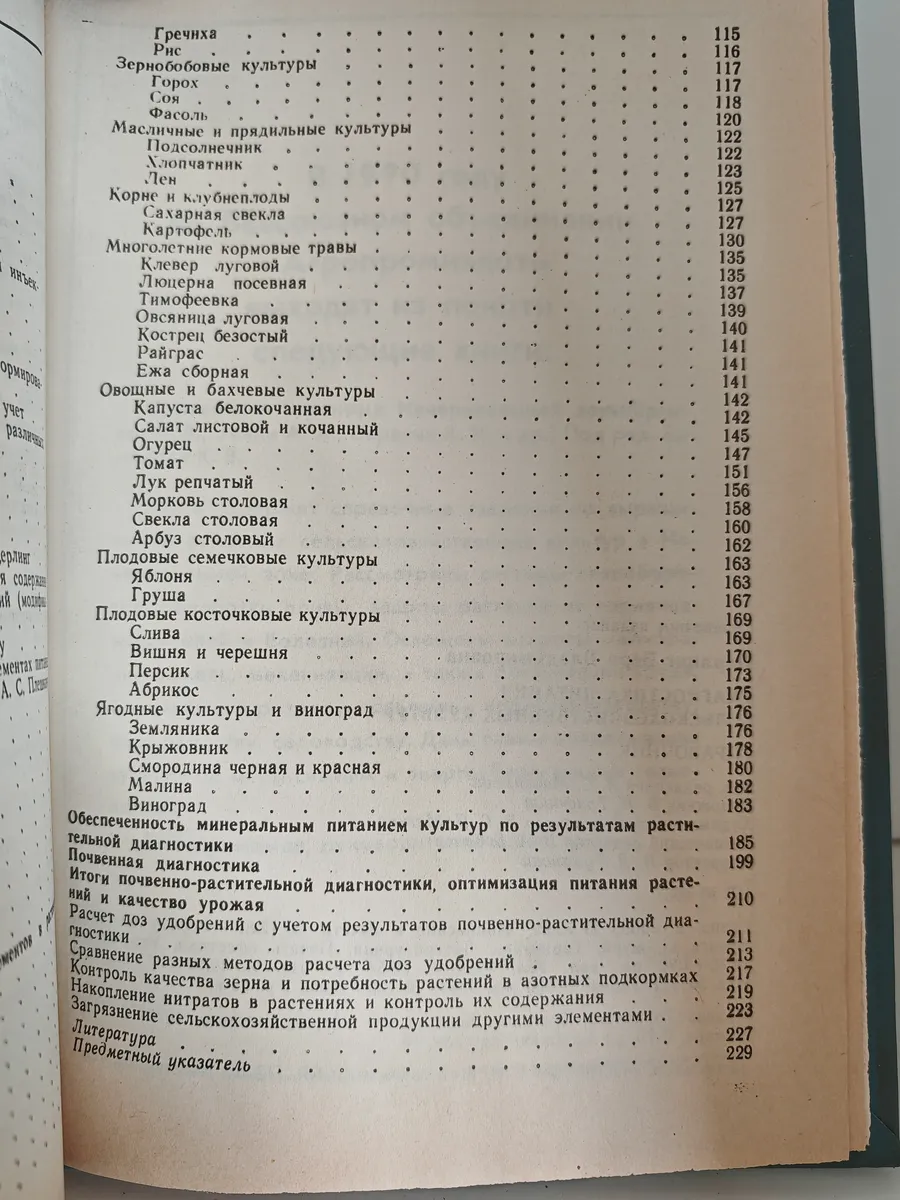 инъек-
ормирова-
учет
различных
дерлинг
А. С.
Гречиха . . . . . . . . . . . . 115
Рис . . . . . . . . . . . . 116
Зернобобовые культуры . . . . . . . . . . 117
Горох . . . . . . . . . . . . 117
Соя . . . . . . . . . . . . 118
Фасоль . . . . . . . . . . . . 120
Масличные и прядильные культуры . . . . . . . 122
Подсолнечник . . . . . . . . . . 122
Хлопчатник . . . . . . . . . . 123
Лен . . . . . . . . . . . . 125
Корне и клубнеплоды . . . . . . . . . . 127
Сахарная свекла . . . . . . . . . . 127
Картофель . . . . . . . . . . . 130
Многолетние кормовые травы . . . . . . . . 135
Клевер луговой . . . . . . . . . . 135
Люцерна посевная . . . . . . . . . 137
Тимофеевка . . . . . . . . . . 139
Овсяница луговая . . . . . . . . . 140
Кострец безостый . . . . . . . . . 141
Райграс . . . . . . . . . . . 141
Ежа сборная . . . . . . . . . . 141
Овощные и бахчевые культуры . . . . . . . . 142
Капуста белокочанная . . . . . . . . 142
Салат листовой и кочанный . . . . . . . 145
Огурец . . . . . . . . . . . 147
Томат . . . . . . . . . . . . 151
Лук репчатый . . . . . . . . . . 156
Морковь столовая . . . . . . . . . 158
Свекла столовая . . . . . . . . . 160
Арбуз столовый . . . . . . . . . 162
Плодовые семечковые культуры . . . . . . . . 163
Яблоня . . . . . . . . . . . 163
Груша . . . . . . . . . . . 167
Плодовые косточковые культуры . . . . . . . . 169
Слива . . . . . . . . . . . 169
Вишня и черешня . . . . . . . . . 170
Персик . . . . . . . . . . . 173
Абрикос . . . . . . . . . . . 175
Ягодные культуры и виноград . . . . . . . . 176
Земляника . . . . . . . . . . 176
Крыжовник . . . . . . . . . . 178
Смородина черная и красная . . . . . . . 180
Малина . . . . . . . . . . . 182
Виноград . . . . . . . . . . . 183
Обеспеченность минеральным питанием культур по результатам расти-
тельной диагностики . . . . . . . . . . 185
Почвенная диагностика . . . . . . . . . . 199
Итоги почвенно-растительной диагностики, оптимизация питания расте-
ний и качество урожая . . . . . . . . . . 210
Расчет доз удобрений с учетом результатов почвенно-растительной диа-
гностики . . . . . . . . . . . . 211
Сравнение разных методов расчета доз удобрений . . . . . 213
Контроль качества зерна и потребность растений в азотных подкормках 217
Накопление нитратов в растениях и контроль их содержания . . . 219
Загрязнение сельскохозяйственной продукции другими элементами . . 223
Литература . . . . . . . . . . . . 227
Предметный указатель . . . . . . . . . . 229